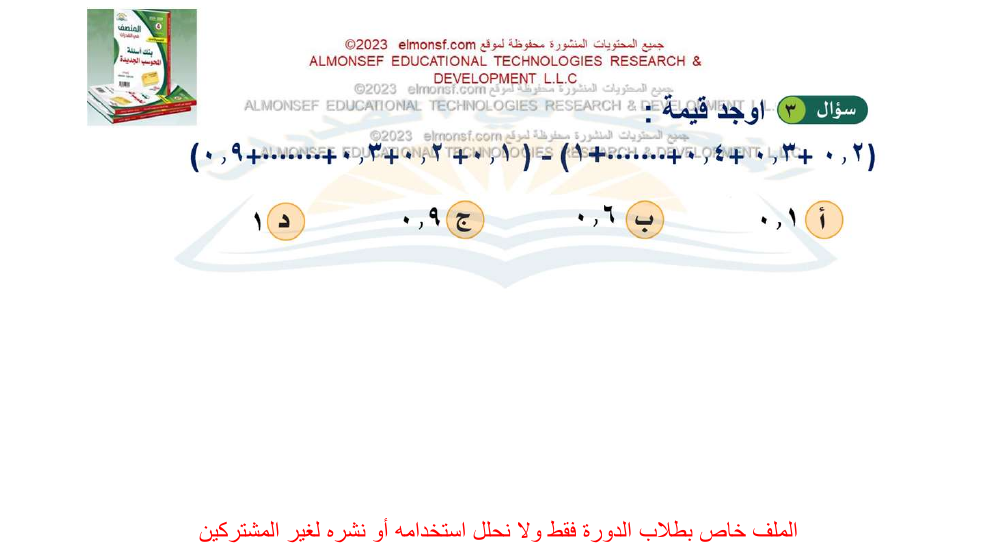 المنصف
بنك أسئلة
المحوسب الجديدة
جميع المحتويات المنشورة محفوظة لموقع elmonsf.com ©2023
ALMONSEF EDUCATIONAL TECHNOLOGIES RESEARCH &
DEVELOPMENT L.L.C
جميع المحتويات المنشورة محفوظة لموقع elmonsf.com ©2023
ALMONSEF EDUCATIONAL TECHNOLOGIES RESEARCH & DEVELOPMENT L.L.C
سؤال ٣ اوجد قيمة :
جميع المحتويات المنشورة محفوظة لموقع elmonsf.com ©2023
ALMONSEF EDUCATIONAL TECHNOLOGIES RESEARCH & DEVELOPMENT L.L.C
(٠,٢ + ٠,٣ + ٠,٤ +.......+ ١) - (٠,١ + ٠,٢ + ٠,٣ +.......+ ٠,٩)
أ ٠,١ ب ٠,٦ ج ٠,٩ د ١
الملف خاص بطلاب الدورة فقط ولا نحلل استخدامه أو نشره لغير المشتركين